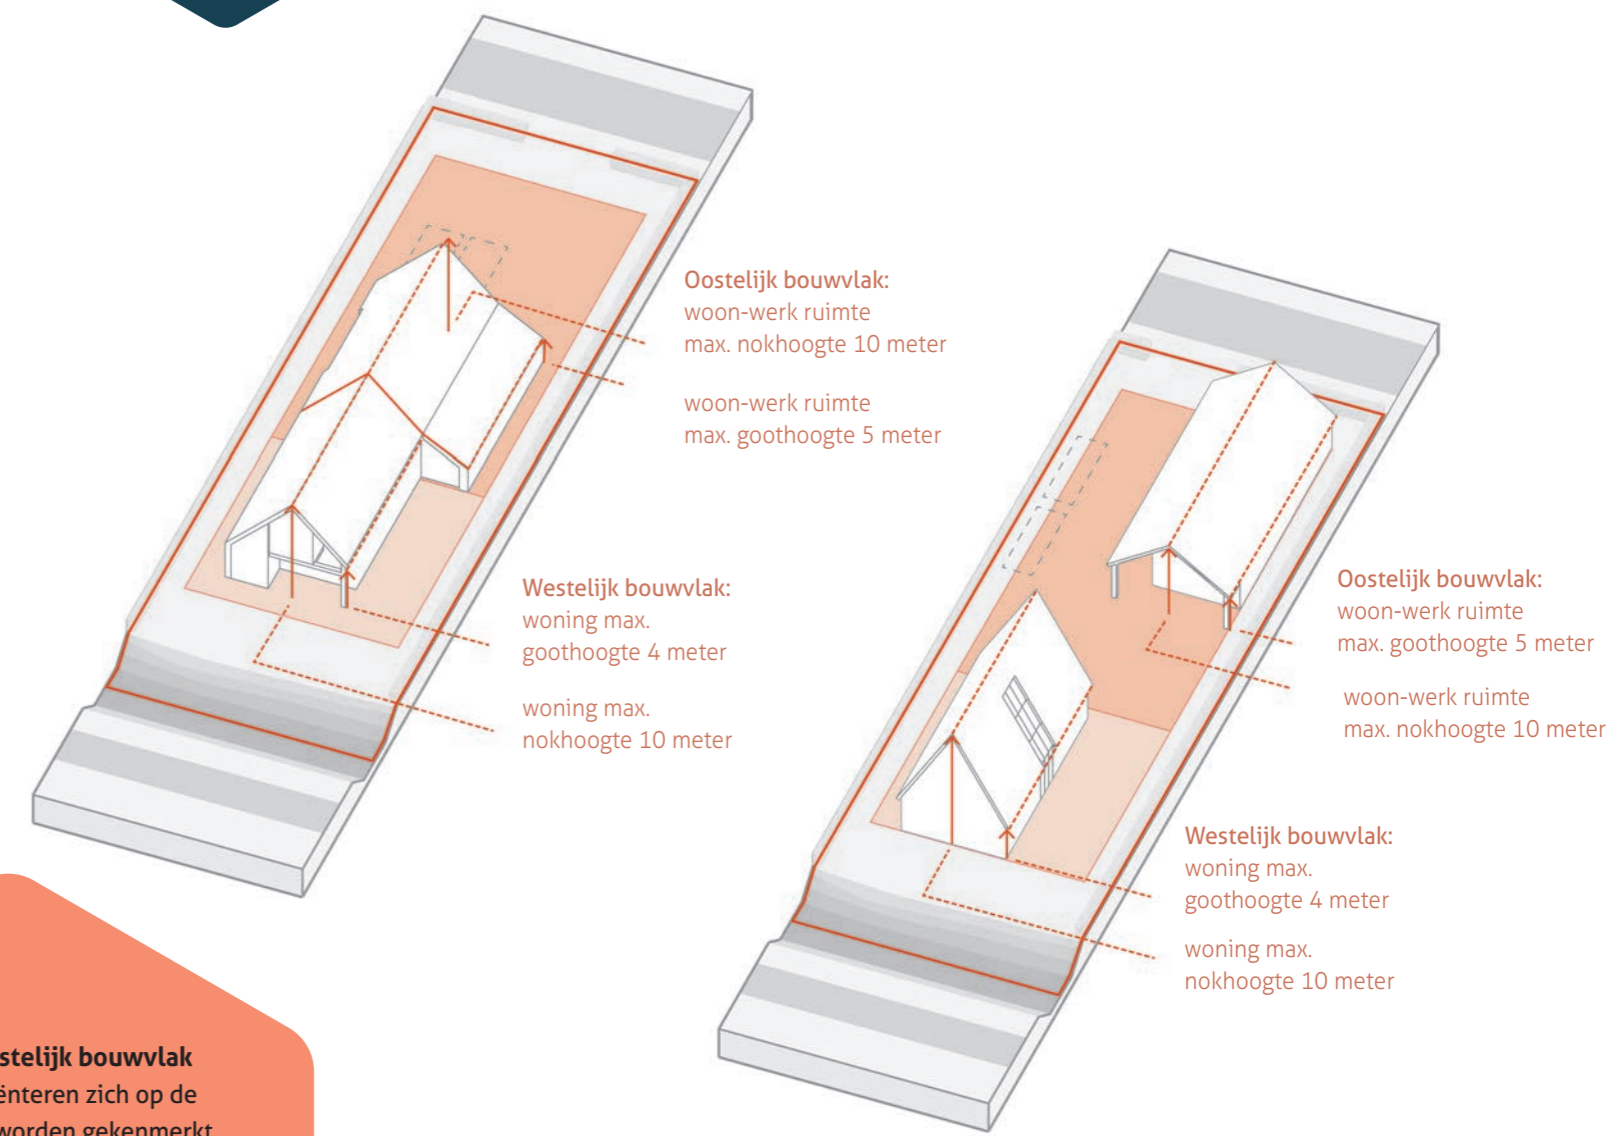 Oostelijk bouwvlak:
woon-werk ruimte
max. nokhoogte 10 meter
woon-werk ruimte
max. goothoogte 5 meter
Westelijk bouwvlak:
woning max.
goothoogte 4 meter
woning max.
nokhoogte 10 meter
Oostelijk bouwvlak:
woon-werk ruimte
max. goothoogte 5 meter
woon-werk ruimte
max. nokhoogte 10 meter
Westelijk bouwvlak:
woning max.
goothoogte 4 meter
woning max.
nokhoogte 10 meter
stelijk bouwvlak
ënteren zich op de
worden gekenmerkt